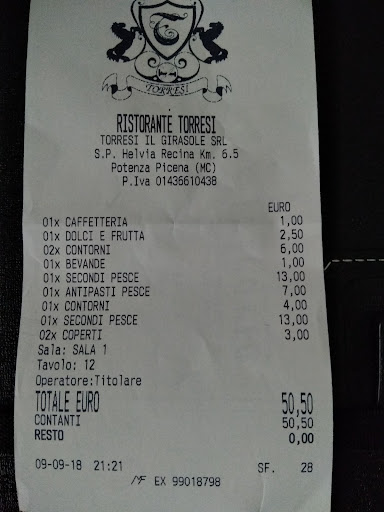 T
TORRESI
RISTORANTE TORRESI
TORRESI IL GIRASOLE SRL
S.P. Helvia Recina Km. 6.5
Potenza Picena (MC)
P.Iva 01436610438
EURO
01x CAFFETTERIA 1,00
01x DOLCI E FRUTTA 2,50
02x CONTORNI 6,00
01x BEVANDE 1,00
01x SECONDI PESCE 13,00
01x ANTIPASTI PESCE 7,00
01x CONTORNI 4,00
01x SECONDI PESCE 13,00
02x COPERTI 3,00
Sala: SALA 1
Tavolo: 12
Operatore:Titolare
TOTALE EURO 50,50
CONTANTI 50,50
RESTO 0,00
09-09-18 21:21 SF. 28
MF EX 99018798